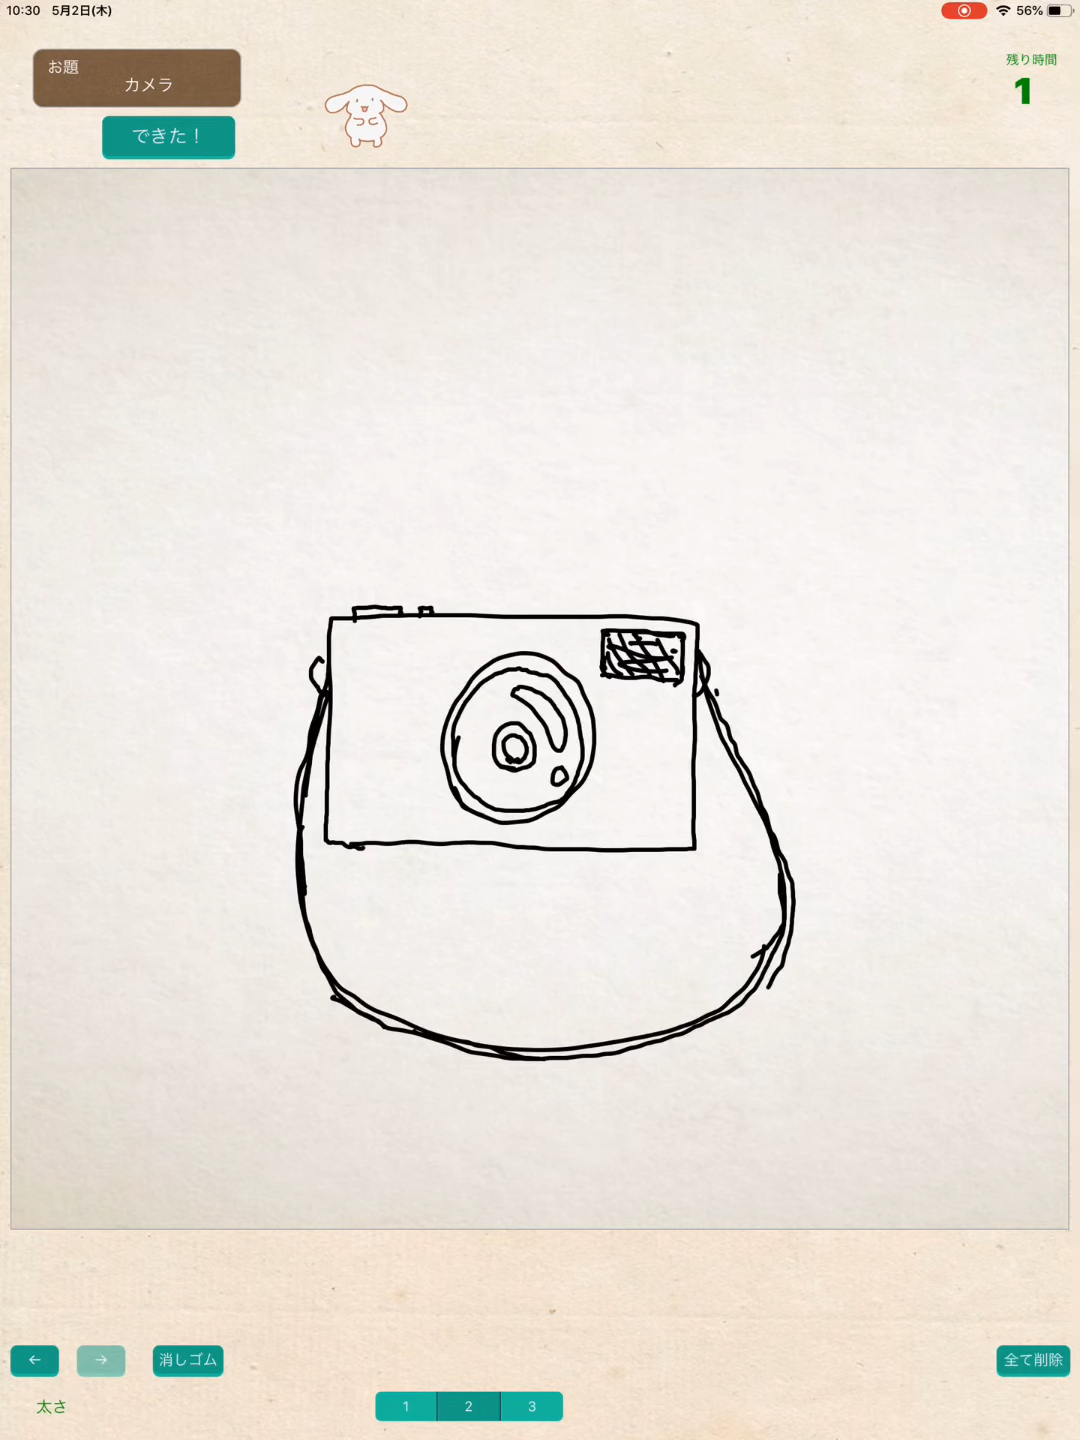 10:30 5月2日(木)
56%
お題
カメラ
できた！
残り時間
1
←
→
消しゴム
全て削除
太さ
1 2 3